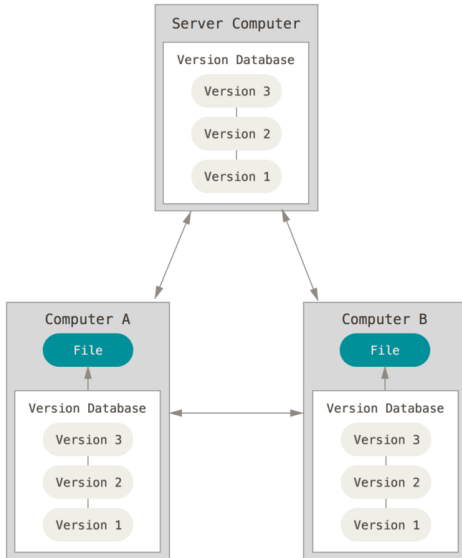 Server Computer
Version Database
Version 3
Version 2
Version 1
Computer A
File
Version Database
Version 3
Version 2
Version 1
Computer B
File
Version Database
Version 3
Version 2
Version 1